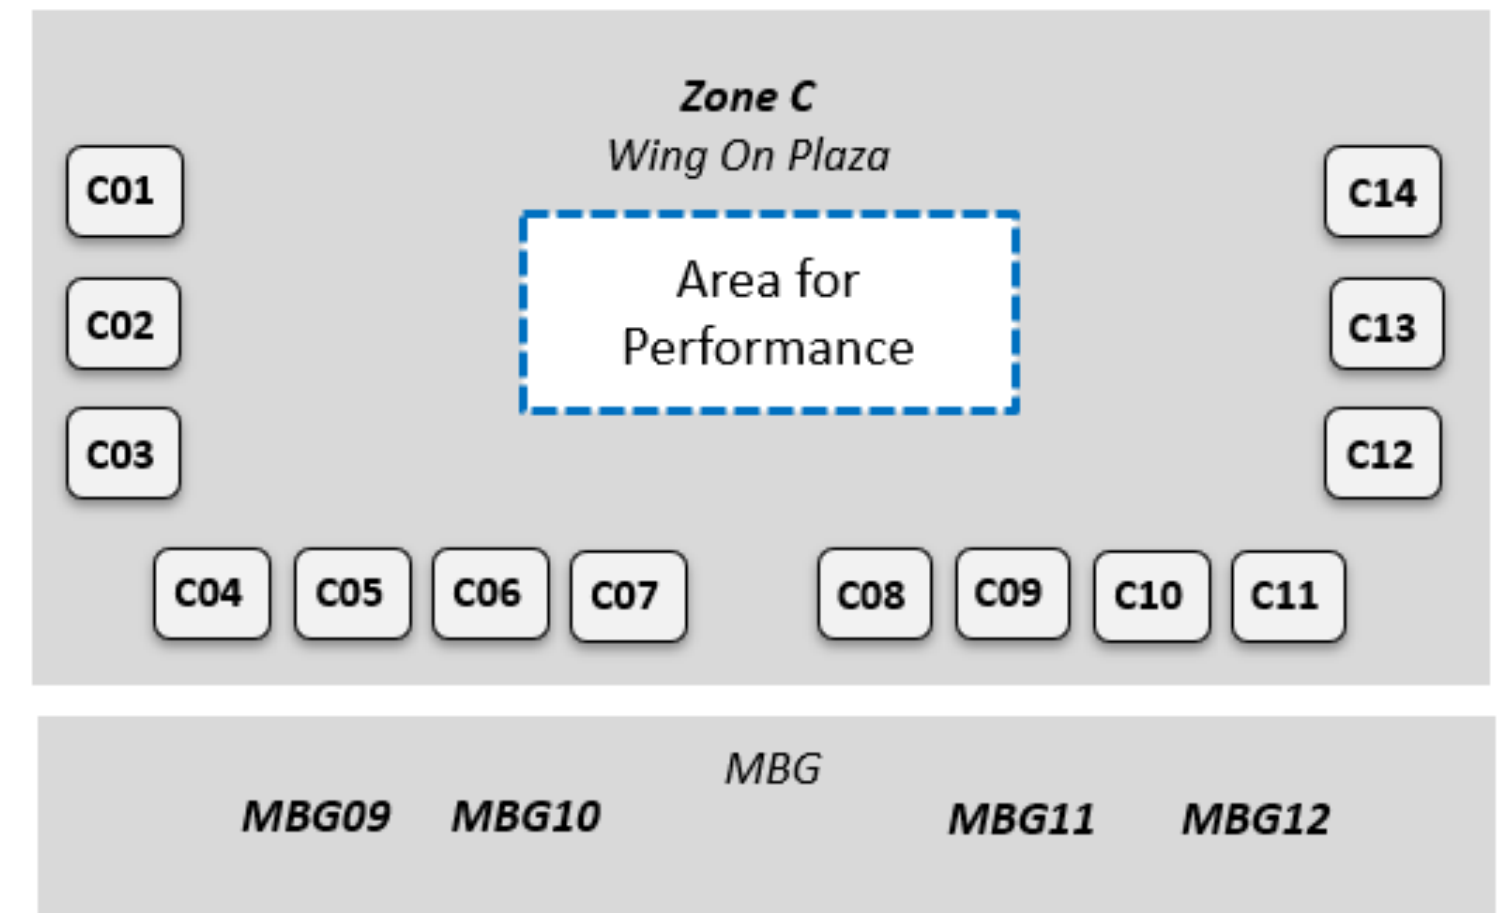 Zone C
Wing On Plaza
C01
C14
Area for
Performance
C02
C13
C03
C12
C04 C05 C06 C07 C08 C09 C10 C11
MBG
MBG09 MBG10 MBG11 MBG12